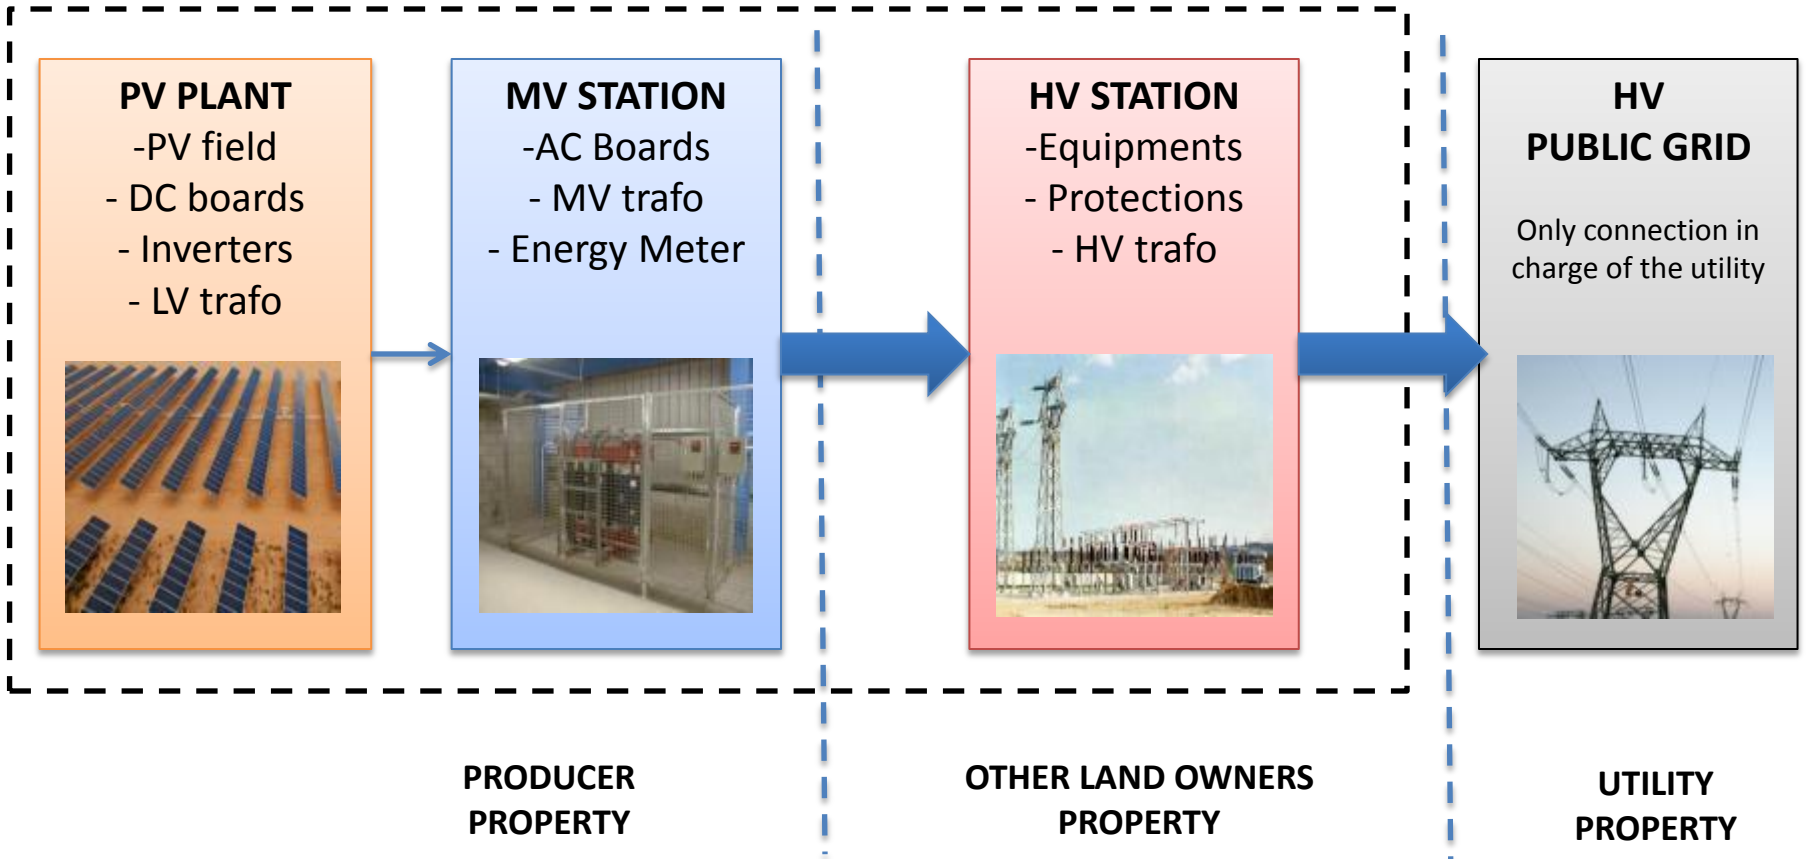 PV PLANT
-PV field
- DC boards
- Inverters
- LV trafo
MV STATION
-AC Boards
- MV trafo
- Energy Meter
HV STATION
-Equipments
- Protections
- HV trafo
HV
PUBLIC GRID
Only connection in
charge of the utility
PRODUCER
PROPERTY
OTHER LAND OWNERS
PROPERTY
UTILITY
PROPERTY